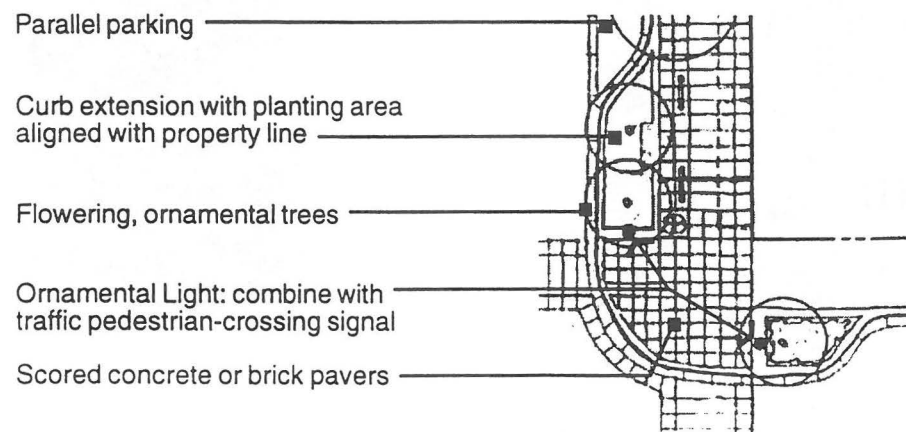 Parallel parking
Curb extension with planting area
aligned with property line
Flowering, ornamental trees
Ornamental Light: combine with
traffic pedestrian-crossing signal
Scored concrete or brick pavers